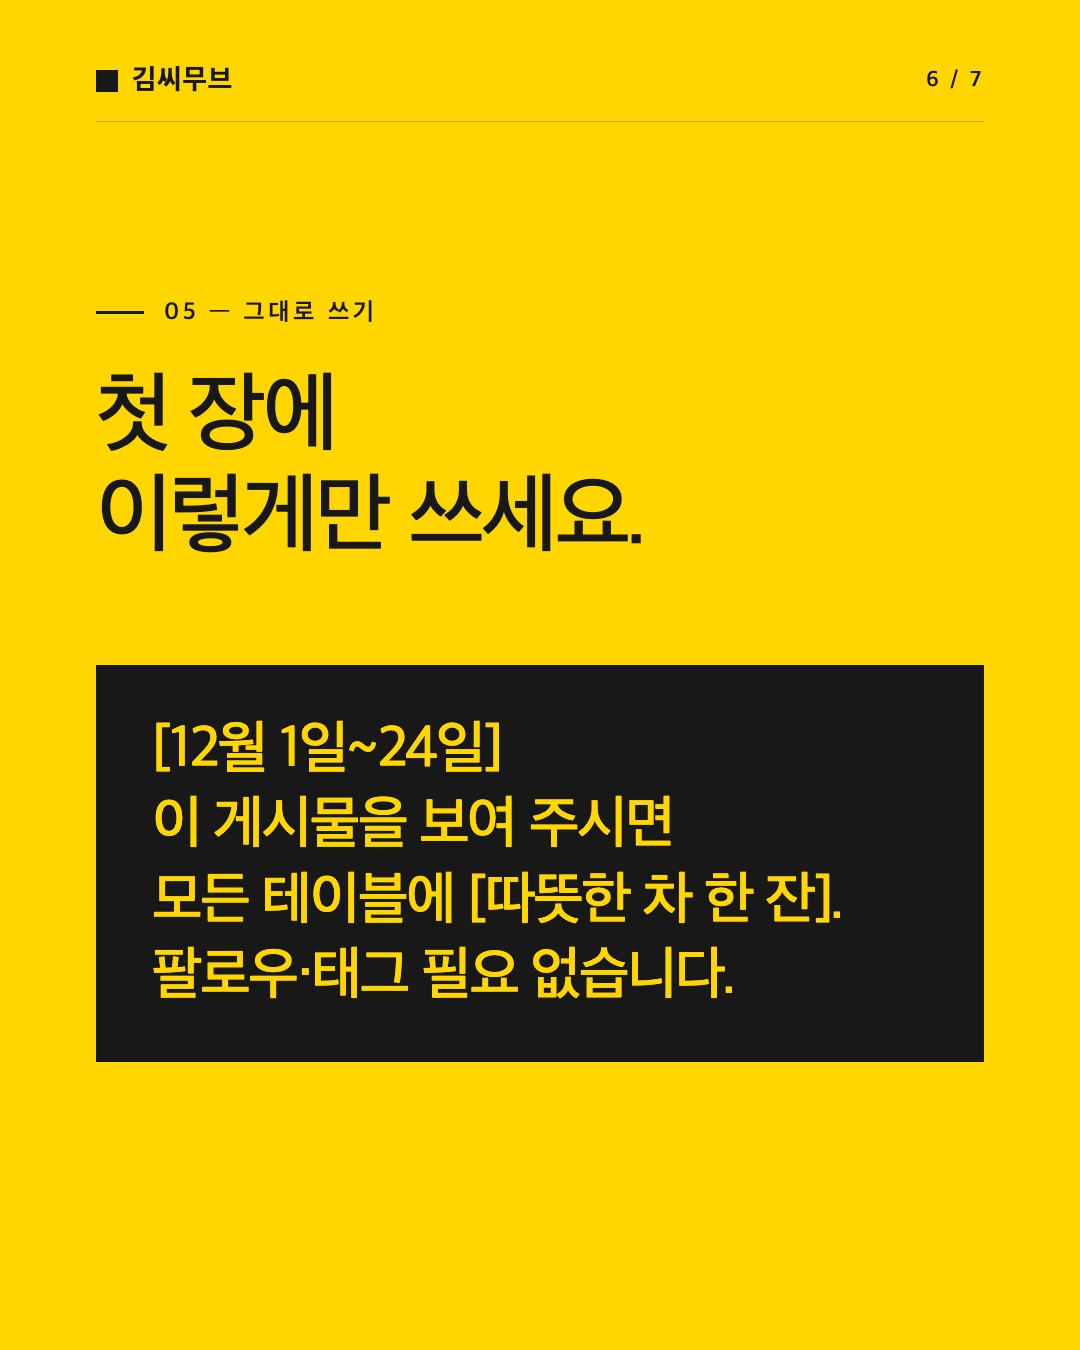 김씨무브
6 / 7
05 — 그대로 쓰기
첫 장에
이렇게만 쓰세요.
[12월 1일~24일]
이 게시물을 보여 주시면
모든 테이블에 [따뜻한 차 한 잔].
팔로우·태그 필요 없습니다.